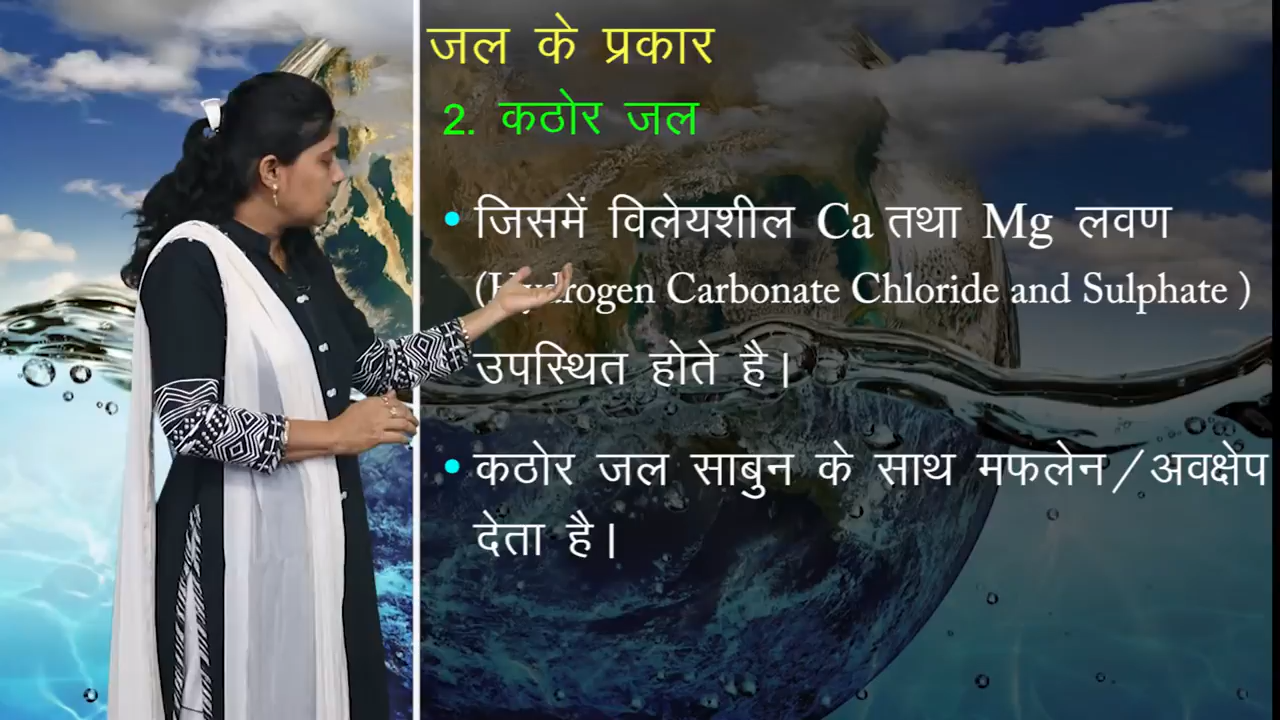 जल के प्रकार
2. कठोर जल
• जिसमें विलेयशील Ca तथा Mg लवण
(Hydrogen Carbonate Chloride and Sulphate )
उपस्थित होते है।
• कठोर जल साबुन के साथ मफलेन/अवक्षेप
देता है।